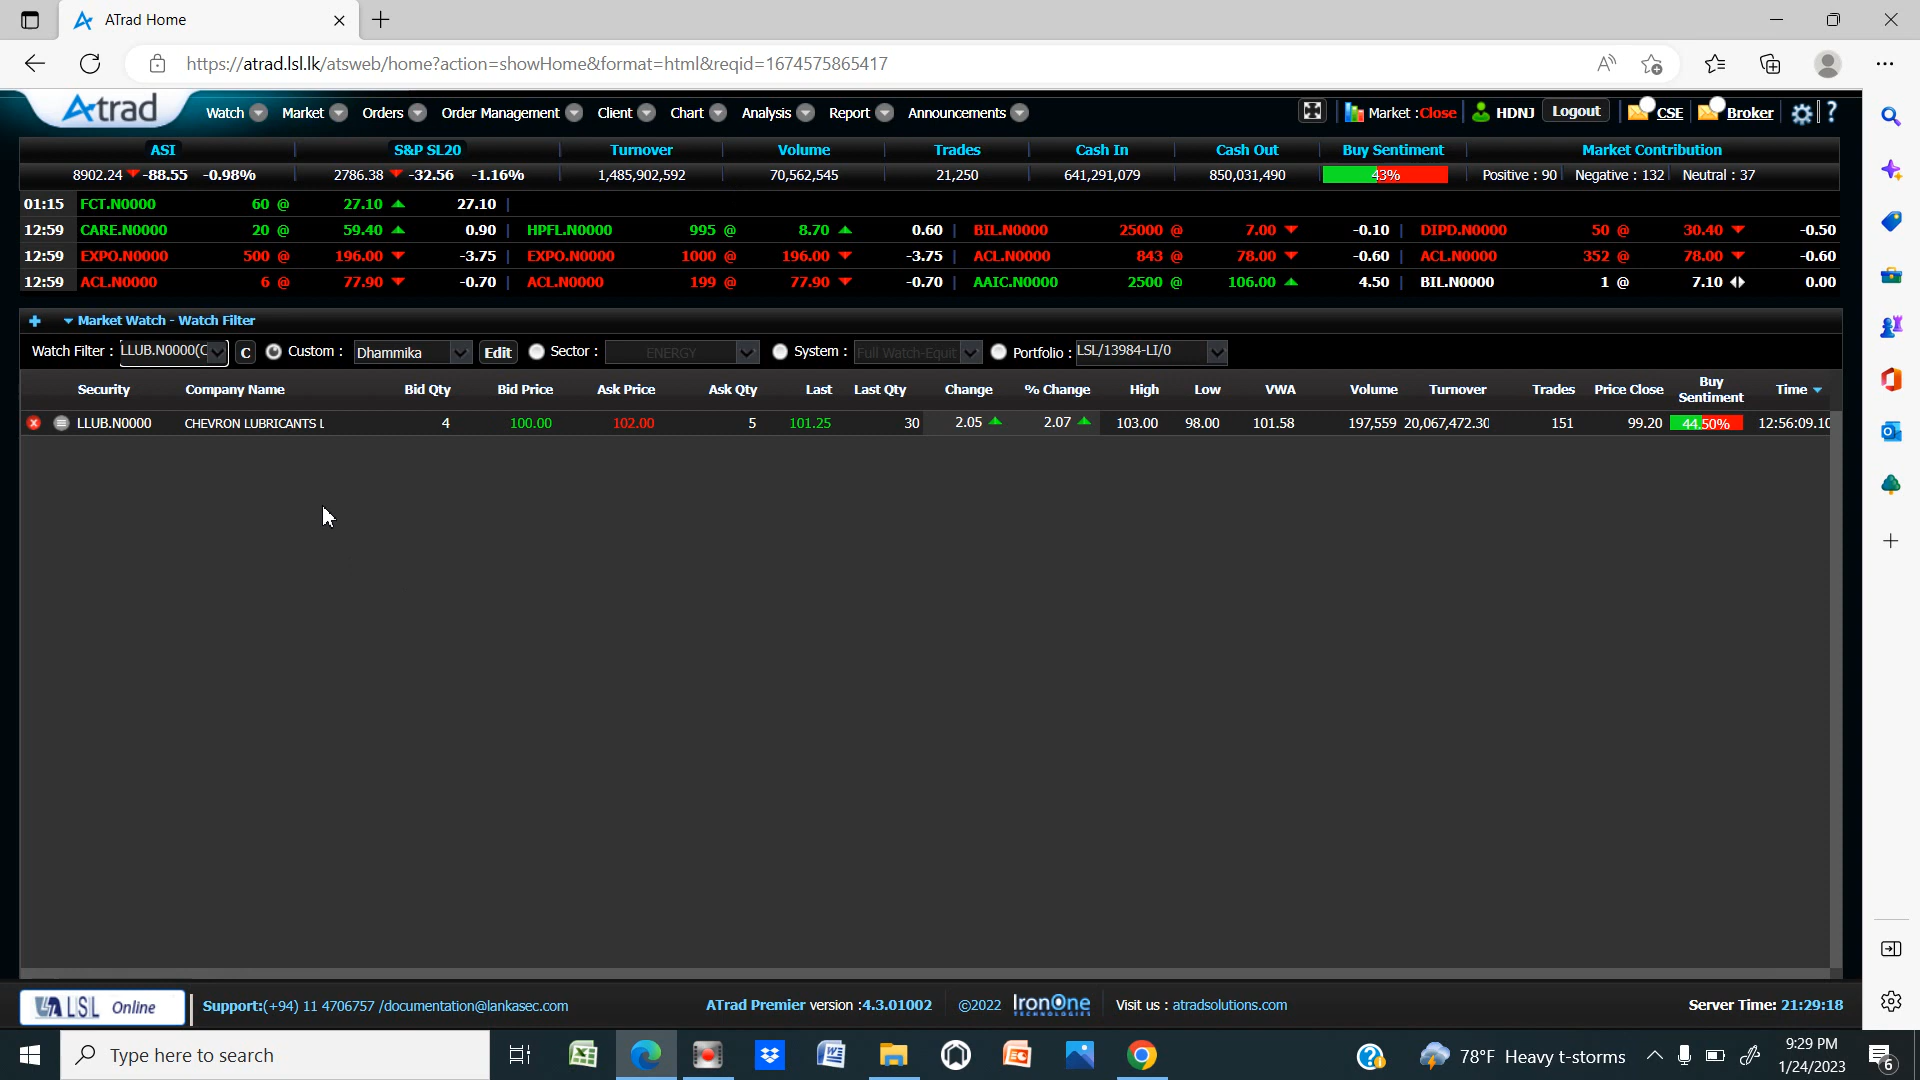 ATrad Home
https://atrad.lsl.lk/atsweb/home?action=showHome&format=html&reqid=1674575865417
Atrad Watch Market Orders Order Management Client Chart Analysis Report Announcements Market :Close HDNJ Logout CSE Broker ?
ASI S&P SL20 Turnover Volume Trades Cash In Cash Out Buy Sentiment Market Contribution
8902.24 -88.55 -0.98% 2786.38 -32.56 -1.16% 1,485,902,592 70,562,545 21,250 641,291,079 850,031,490 43% Positive : 90 Negative : 132 Neutral : 37
01:15 FCT.N0000 60 @ 27.10 27.10
12:59 CARE.N0000 20 @ 59.40 0.90 HPFL.N0000 995 @ 8.70 0.60 BIL.N0000 25000 @ 7.00 -0.10 DIPD.N0000 50 @ 30.40 -0.50
12:59 EXPO.N0000 500 @ 196.00 -3.75 EXPO.N0000 1000 @ 196.00 -3.75 ACL.N0000 843 @ 78.00 -0.60 ACL.N0000 352 @ 78.00 -0.60
12:59 ACL.N0000 6 @ 77.90 -0.70 ACL.N0000 199 @ 77.90 -0.70 AAIC.N0000 2500 @ 106.00 4.50 BIL.N0000 1 @ 7.10 0.00
Market Watch - Watch Filter
Watch Filter : LLUB.N0000(C C Custom : Dhammika Edit Sector : ENERGY System : Full Watch-Equit Portfolio : LSL/13984-LI/0
Security Company Name Bid Qty Bid Price Ask Price Ask Qty Last Last Qty Change % Change High Low VWA Volume Turnover Trades Price Close Buy Sentiment Time
LLUB.N0000 CHEVRON LUBRICANTS L 4 100.00 102.00 5 101.25 30 2.05 2.07 103.00 98.00 101.58 197,559 20,067,472.30 151 99.20 44.50% 12:56:09.10
LSL Online Support:(+94) 11 4706757 /documentation@lankasec.com ATrad Premier version :4.3.01002 ©2022 IronOne TECHNOLOGIES Visit us : atradsolutions.com Server Time: 21:29:18
Type here to search 78°F Heavy t-storms 9:29 PM
1/24/2023 6